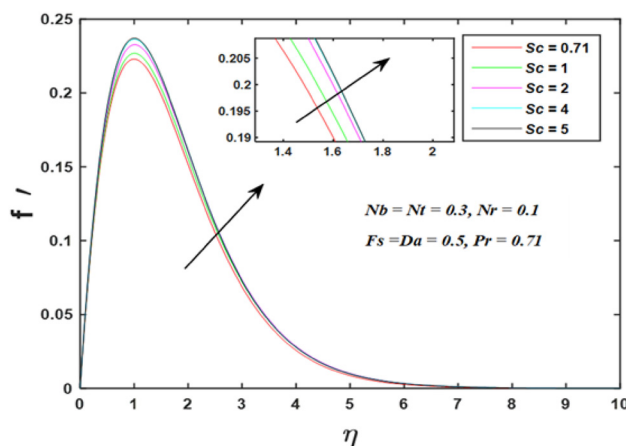 0.25
0.2
0.15
0.1
0.05
0
f ′
0 1 2 3 4 5 6 7 8 9 10
η
0.205
0.2
0.195
0.19
1.4 1.6 1.8 2
Sc = 0.71
Sc = 1
Sc = 2
Sc = 4
Sc = 5
Nb = Nt = 0.3, Nr = 0.1
Fs =Da = 0.5, Pr = 0.71